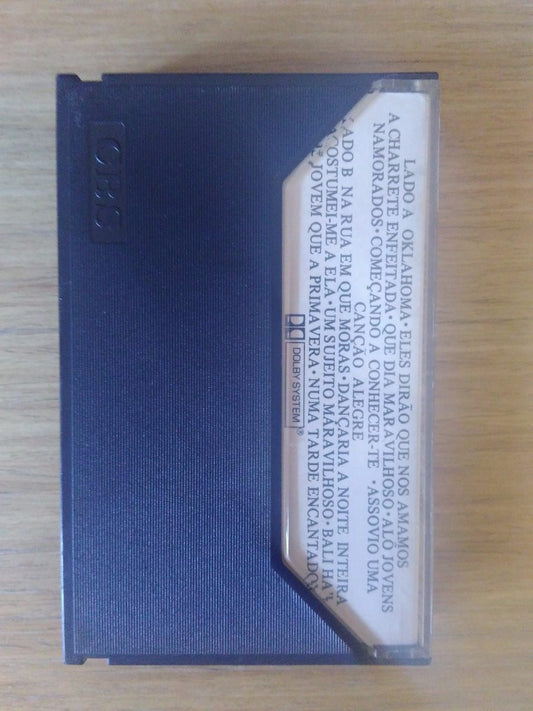 LADO A OKLAHOMA • ELES DIRÃO QUE NOS AMAMOS
A CHARRETE ENFEITADA • QUE DIA MARAVILHOSO • ALÔ JOVENS
NAMORADOS • COMEÇANDO A CONHECER-TE • ASSOVIO UMA
CANÇÃO ALEGRE
LADO B NA RUA EM QUE MORAS • DANÇARIA A NOITE INTEIRA
ACOSTUMEI-ME A ELA • UM SUJEITO MARAVILHOSO • BALI HA'I
JOVEM QUE A PRIMAVERA • NUMA TARDE ENCANTADO
DOLBY SYSTEM®
CBS